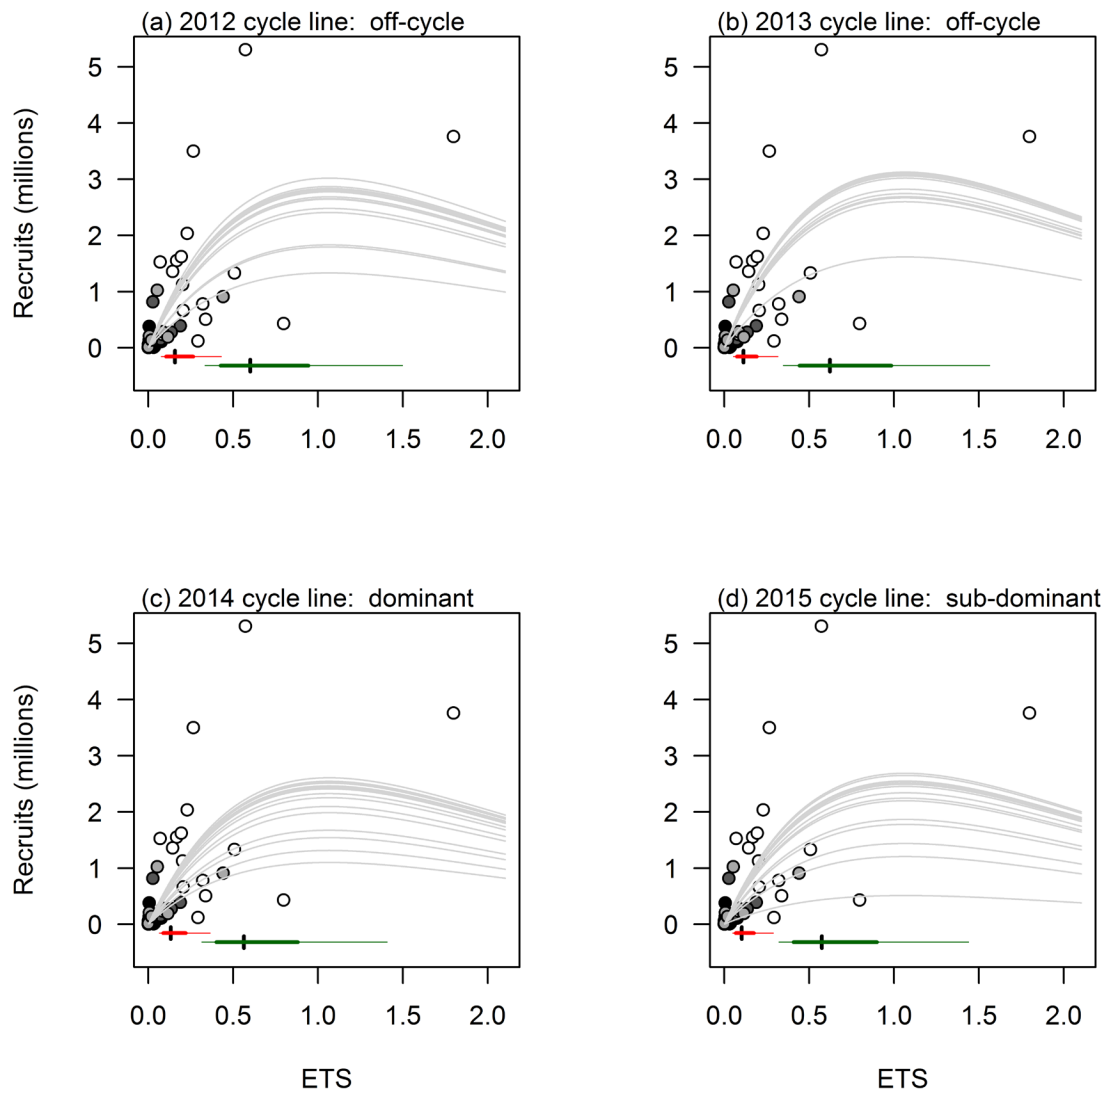 (a) 2012 cycle line: off-cycle
Recruits (millions)
5
4
3
2
1
0
0.0 0.5 1.0 1.5 2.0
(b) 2013 cycle line: off-cycle
5
4
3
2
1
0
0.0 0.5 1.0 1.5 2.0
(c) 2014 cycle line: dominant
Recruits (millions)
5
4
3
2
1
0
0.0 0.5 1.0 1.5 2.0
ETS
(d) 2015 cycle line: sub-dominant
5
4
3
2
1
0
0.0 0.5 1.0 1.5 2.0
ETS